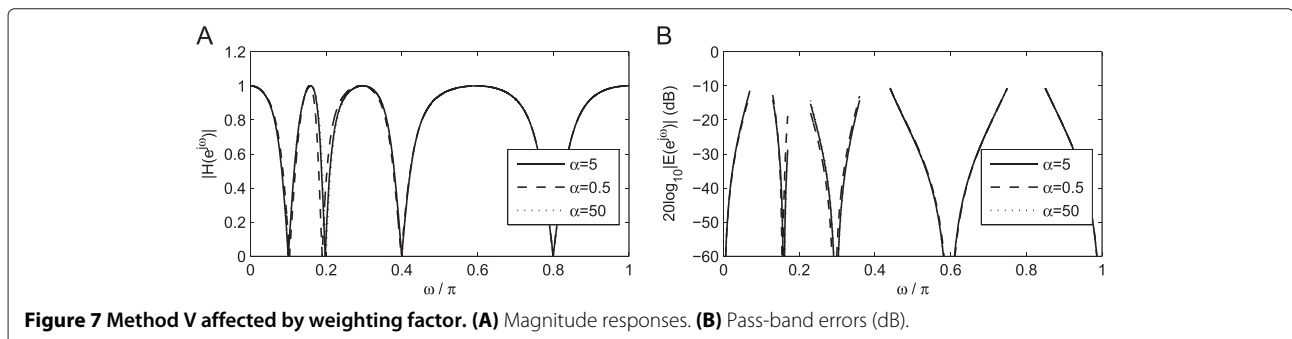 A
1.2
1
0.8
0.6
0.4
0.2
0
0 0.2 0.4 0.6 0.8 1
|H(e^{jω})|
ω / π
α=5
α=0.5
α=50
B
0
−10
−20
−30
−40
−50
−60
0 0.2 0.4 0.6 0.8 1
20log_{10}|E(e^{jω})| (dB)
ω / π
α=5
α=0.5
α=50
Figure 7 Method V affected by weighting factor. (A) Magnitude responses. (B) Pass-band errors (dB).